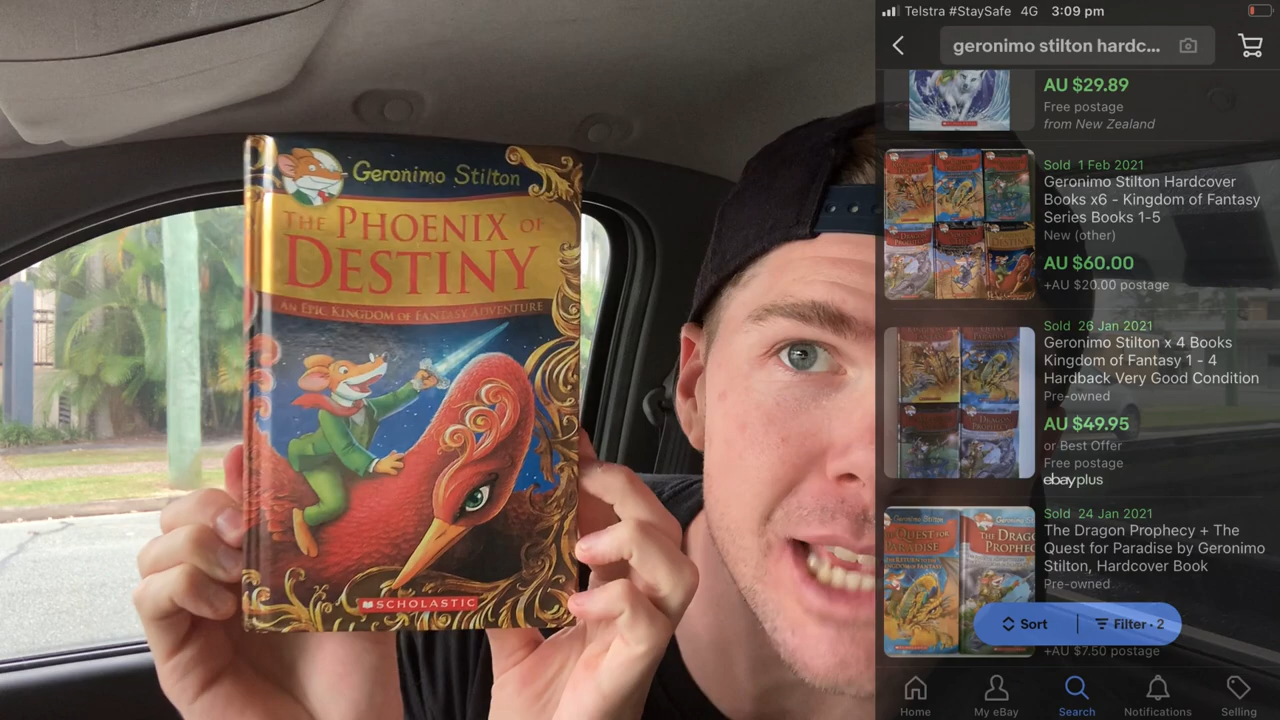 Geronimo Stilton
THE PHOENIX OF
DESTINY
AN EPIC KINGDOM OF FANTASY ADVENTURE
SCHOLASTIC
Telstra #StaySafe 4G 3:09 pm
geronimo stilton hardc...
AU $29.89
Free postage
from New Zealand
Sold 1 Feb 2021
Geronimo Stilton Hardcover
Books x6 - Kingdom of Fantasy
Series Books 1-5
New (other)
AU $60.00
+AU $20.00 postage
Sold 26 Jan 2021
Geronimo Stilton x 4 Books
Kingdom of Fantasy 1 - 4
Hardback Very Good Condition
Pre-owned
AU $49.95
or Best Offer
Free postage
ebayplus
Sold 24 Jan 2021
The Dragon Prophecy + The
Quest for Paradise by Geronimo
Stilton, Hardcover Book
Pre-owned
Sort
Filter · 2
+AU $7.50 postage
Home
My eBay
Search
Notifications
Selling